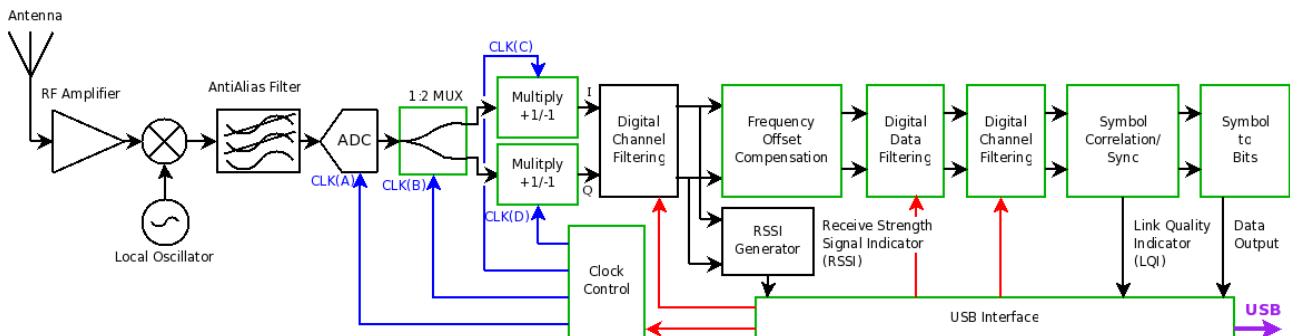 Antenna
RF Amplifier
Local Oscillator
AntiAlias Filter
ADC
CLK(A)
1:2 MUX
CLK(B)
CLK(C)
Multiply
+1/-1
I
Mulitply
+1/-1
Q
CLK(D)
Digital
Channel
Filtering
Frequency
Offset
Compensation
Digital
Data
Filtering
Digital
Channel
Filtering
Symbol
Correlation/
Sync
Symbol
to
Bits
RSSI
Generator
Receive Strength
Signal Indicator
(RSSI)
Link Quality
Indicator
(LQI)
Data
Output
Clock
Control
USB Interface
USB